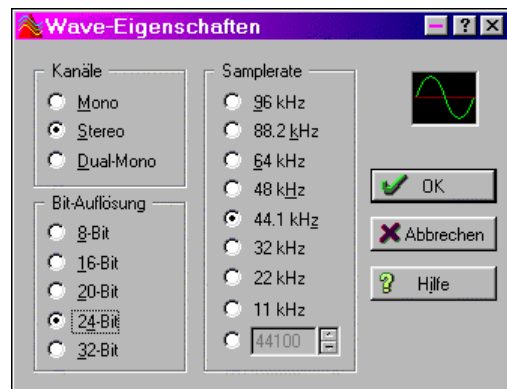 Wave-Eigenschaften
Kanäle
Mono
Stereo
Dual-Mono
Bit-Auflösung
8-Bit
16-Bit
20-Bit
24-Bit
32-Bit
Samplerate
96 kHz
88.2 kHz
64 kHz
48 kHz
44.1 kHz
32 kHz
22 kHz
11 kHz
44100
OK
Abbrechen
Hilfe